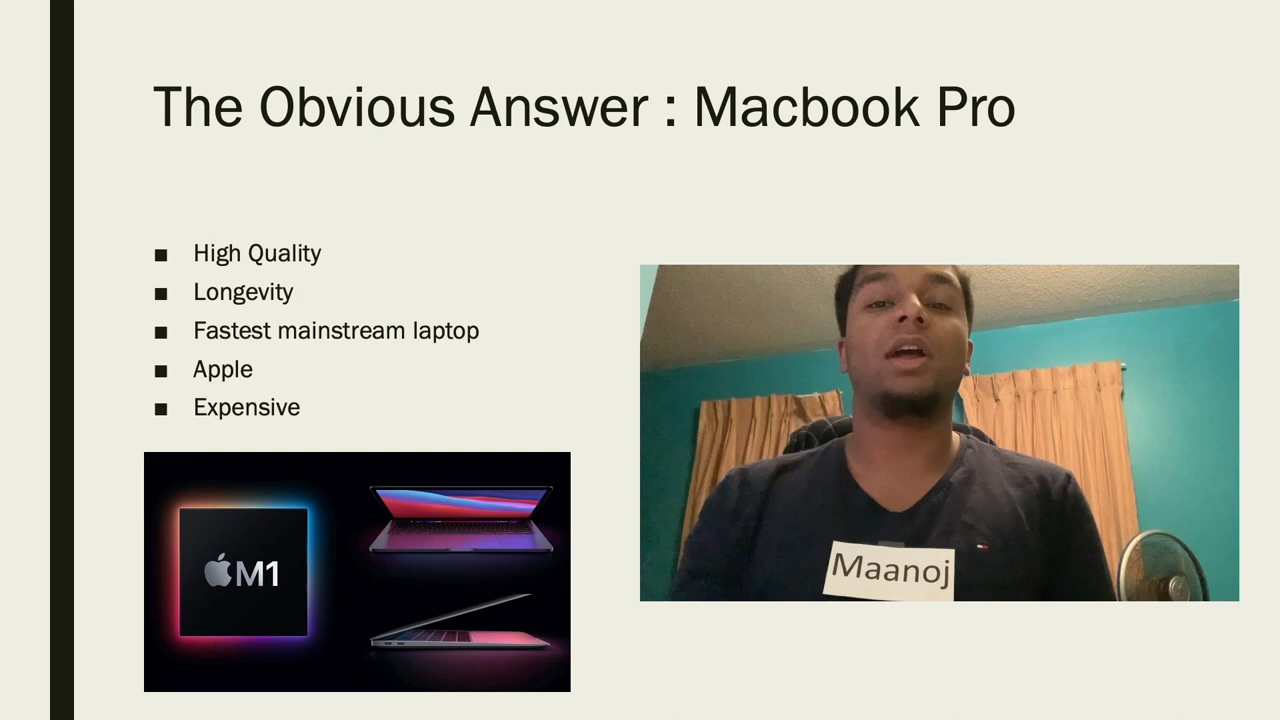 The Obvious Answer : Macbook Pro
High Quality
Longevity
Fastest mainstream laptop
Apple
Expensive
M1
Maanoj